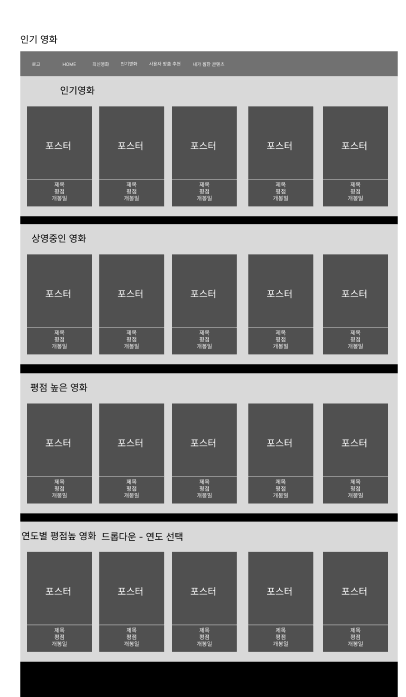 인기 영화
로고 HOME 최신영화 인기영화 사용자 맞춤 추천 내가 찜한 콘텐츠
인기영화
포스터 포스터 포스터 포스터 포스터
제목 제목 제목 제목 제목
평점 평점 평점 평점 평점
개봉일 개봉일 개봉일 개봉일 개봉일
상영중인 영화
포스터 포스터 포스터 포스터 포스터
제목 제목 제목 제목 제목
평점 평점 평점 평점 평점
개봉일 개봉일 개봉일 개봉일 개봉일
평점 높은 영화
포스터 포스터 포스터 포스터 포스터
제목 제목 제목 제목 제목
평점 평점 평점 평점 평점
개봉일 개봉일 개봉일 개봉일 개봉일
연도별 평점높 영화 드롭다운 - 연도 선택
포스터 포스터 포스터 포스터 포스터
제목 제목 제목 제목 제목
평점 평점 평점 평점 평점
개봉일 개봉일 개봉일 개봉일 개봉일